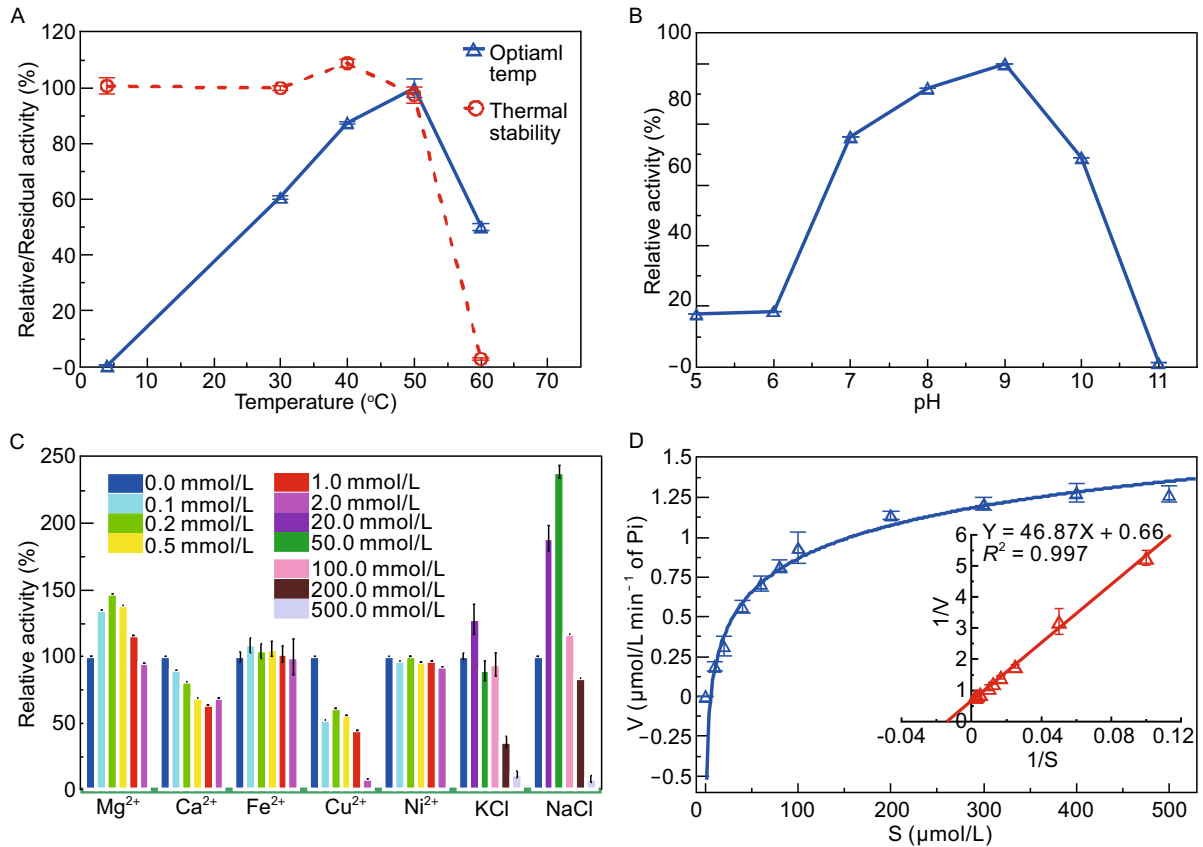 A
120
100
80
60
40
20
−0
0
10
20
30
40
50
60
70
Relative/Residual activity (%)
Temperature (°C)
Optiaml
temp
Thermal
stability
B
100
80
60
40
20
−0
5
6
7
8
9
10
11
Relative activity (%)
pH
C
250
200
150
100
50
0
Relative activity (%)
0.0 mmol/L
0.1 mmol/L
0.2 mmol/L
0.5 mmol/L
1.0 mmol/L
2.0 mmol/L
20.0 mmol/L
50.0 mmol/L
100.0 mmol/L
200.0 mmol/L
500.0 mmol/L
Mg²⁺
Ca²⁺
Fe²⁺
Cu²⁺
Ni²⁺
KCl
NaCl
D
1.5
1.25
1
0.75
0.5
0.25
0
−0.25
−0.5
V (μmol/L min⁻¹ of Pi)
0
100
200
300
400
500
S (μmol/L)
Y = 46.87X + 0.66
R² = 0.997
6
5
4
3
2
1
0
1/V
-0.04
0
0.04
0.08
0.12
1/S